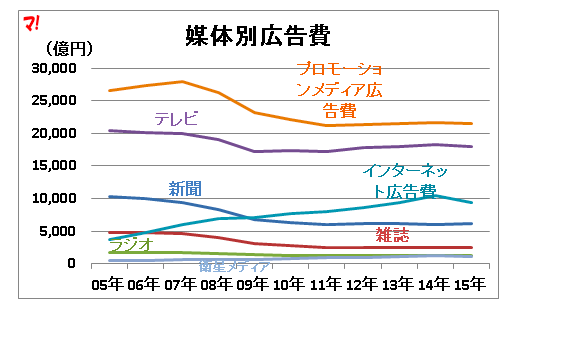 マ!
媒体別広告費
（億円）
30,000
25,000
20,000
15,000
10,000
5,000
0
プロモーショ
ンメディア広
告費
テレビ
インターネッ
ト広告費
新聞
雑誌
ラジオ
衛星メディア
05年 06年 07年 08年 09年 10年 11年 12年 13年 14年 15年